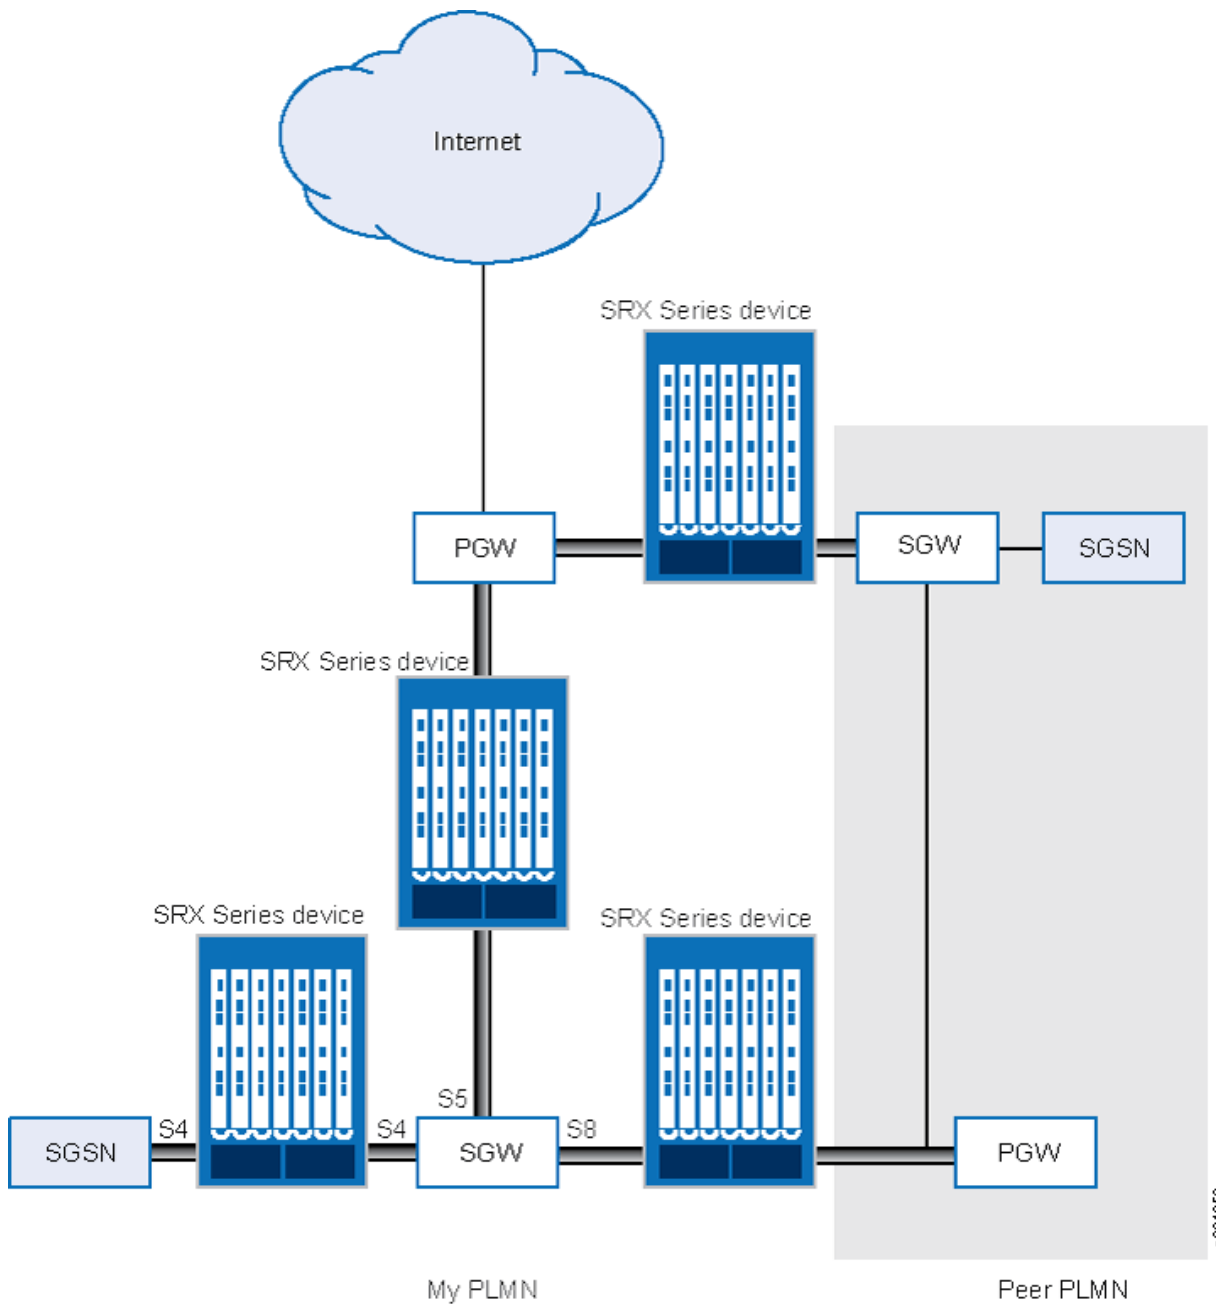 Internet
SRX Series device
PGW
SGW
SGSN
SRX Series device
SRX Series device
SRX Series device
S5
SGSN
S4
S4
SGW
S8
PGW
My PLMN
Peer PLMN